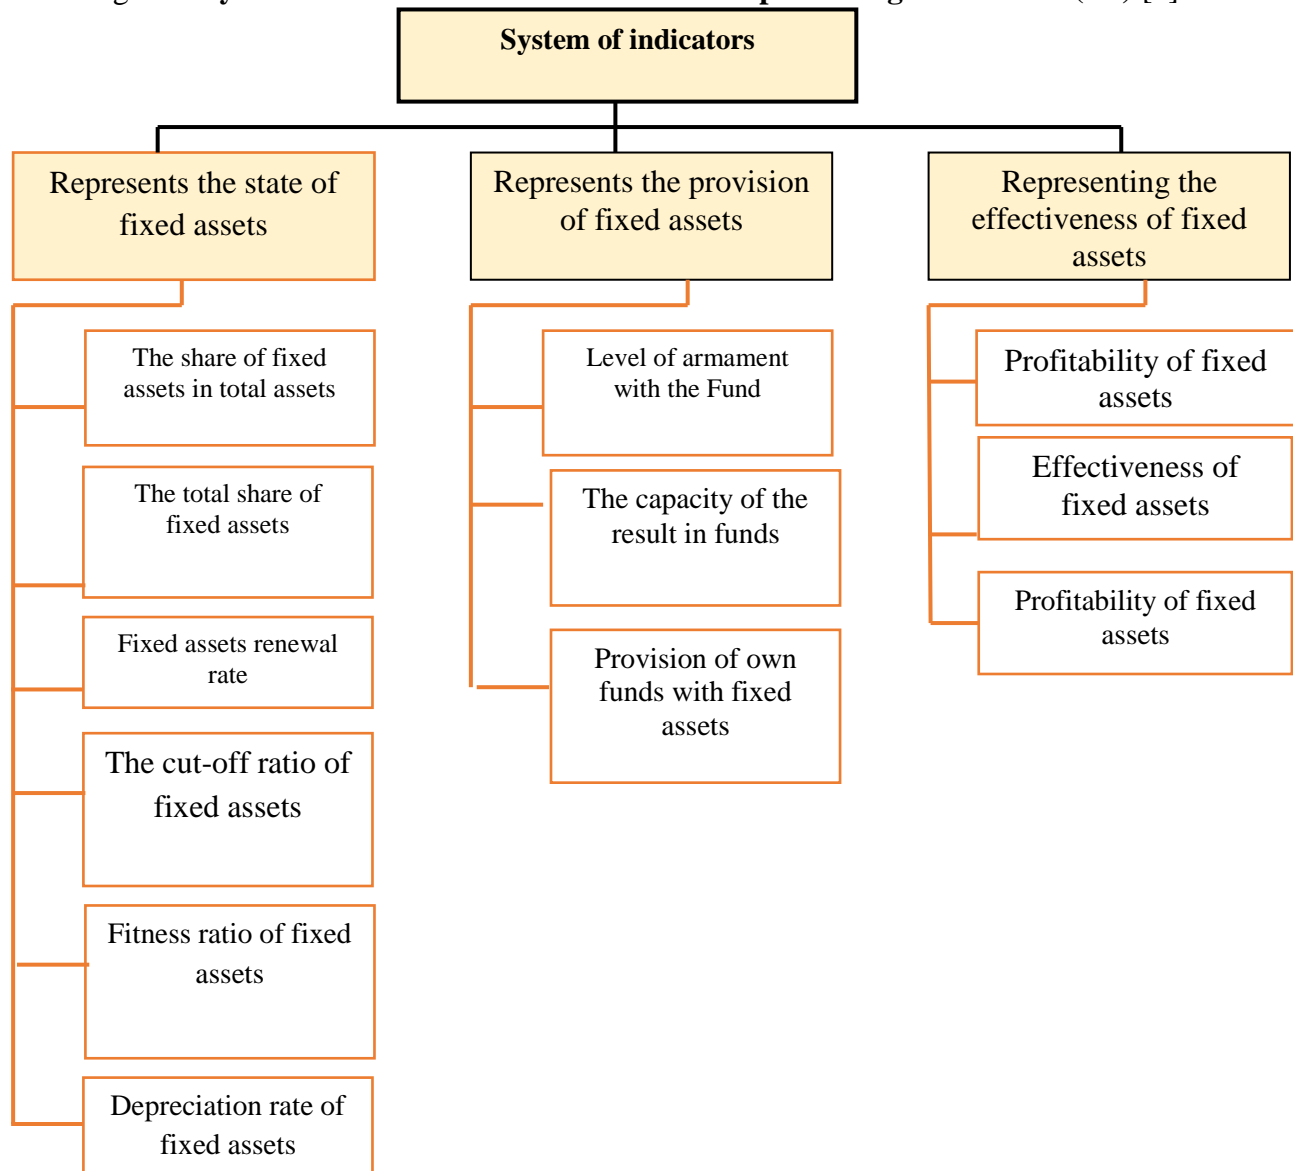 System of indicators
Represents the state of
fixed assets
Represents the provision
of fixed assets
Representing the
effectiveness of fixed
assets
The share of fixed
assets in total assets
The total share of
fixed assets
Fixed assets renewal
rate
The cut-off ratio of
fixed assets
Fitness ratio of fixed
assets
Depreciation rate of
fixed assets
Level of armament
with the Fund
The capacity of the
result in funds
Provision of own
funds with fixed
assets
Profitability of fixed
assets
Effectiveness of
fixed assets
Profitability of fixed
assets